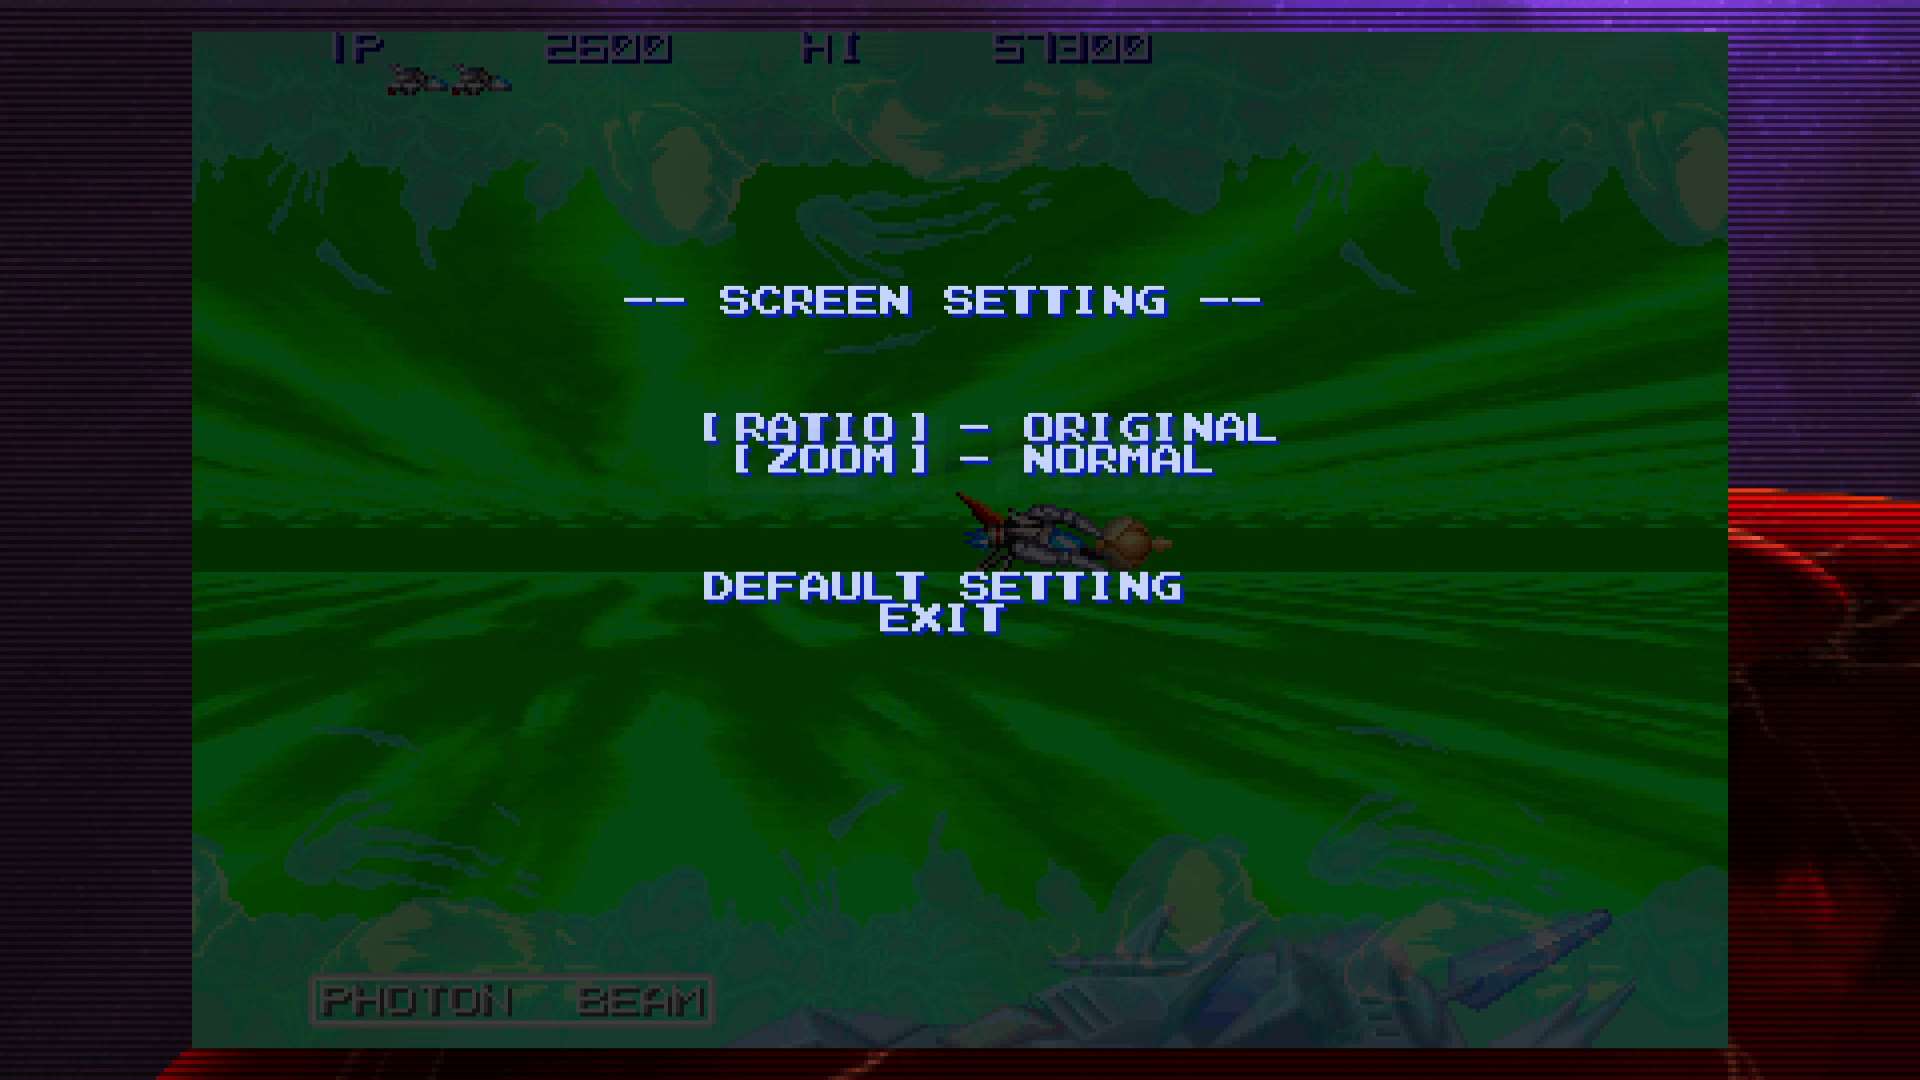 1P 2500 HI 57300
-- SCREEN SETTING --
[RATIO] - ORIGINAL
[ZOOM] - NORMAL
DEFAULT SETTING
EXIT
PHOTON BEAM